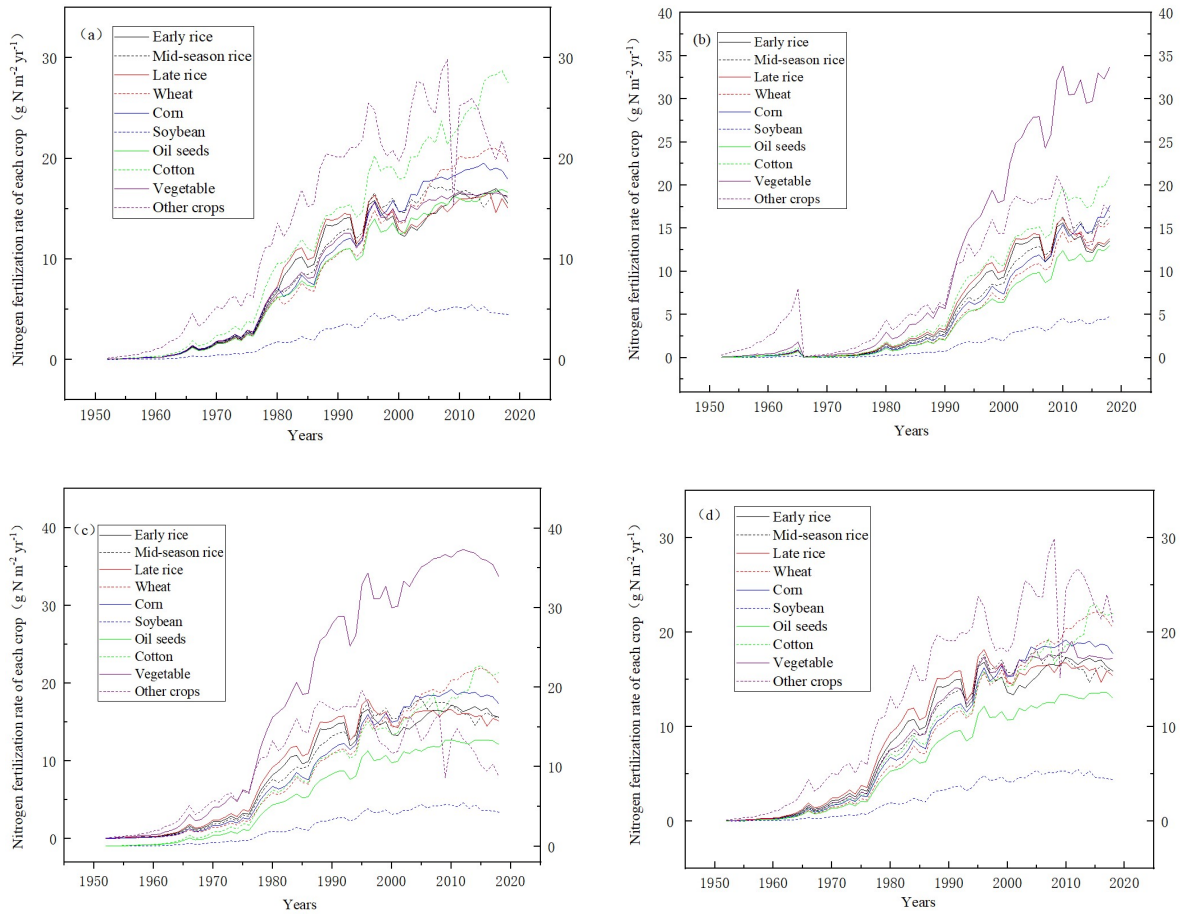 (a)
Early rice
Mid-season rice
Late rice
Wheat
Corn
Soybean
Oil seeds
Cotton
Vegetable
Other crops
Nitrogen fertilization rate of each crop（g N m-2 yr-1）
0
10
20
30
0
10
20
30
1950 1960 1970 1980 1990 2000 2010 2020
Years
(b)
Early rice
Mid-season rice
Late rice
Wheat
Corn
Soybean
Oil seeds
Cotton
Vegetable
Other crops
Nitrogen fertilization rate of each crop（g N m-2 yr-1）
0
5
10
15
20
25
30
35
40
0
5
10
15
20
25
30
35
40
1950 1960 1970 1980 1990 2000 2010 2020
Years
（c）
Early rice
Mid-season rice
Late rice
Wheat
Corn
Soybean
Oil seeds
Cotton
Vegetable
Other crops
Nitrogen fertilization rate of each crop（g N m-2 yr-1）
0
10
20
30
40
0
10
20
30
40
1950 1960 1970 1980 1990 2000 2010 2020
Years
（d）
Early rice
Mid-season rice
Late rice
Wheat
Corn
Soybean
Oil seeds
Cotton
Vegetable
Other crops
Nitrogen fertilization rate of each crop（g N m-2 yr-1）
0
10
20
30
0
10
20
30
1950 1960 1970 1980 1990 2000 2010 2020
Years